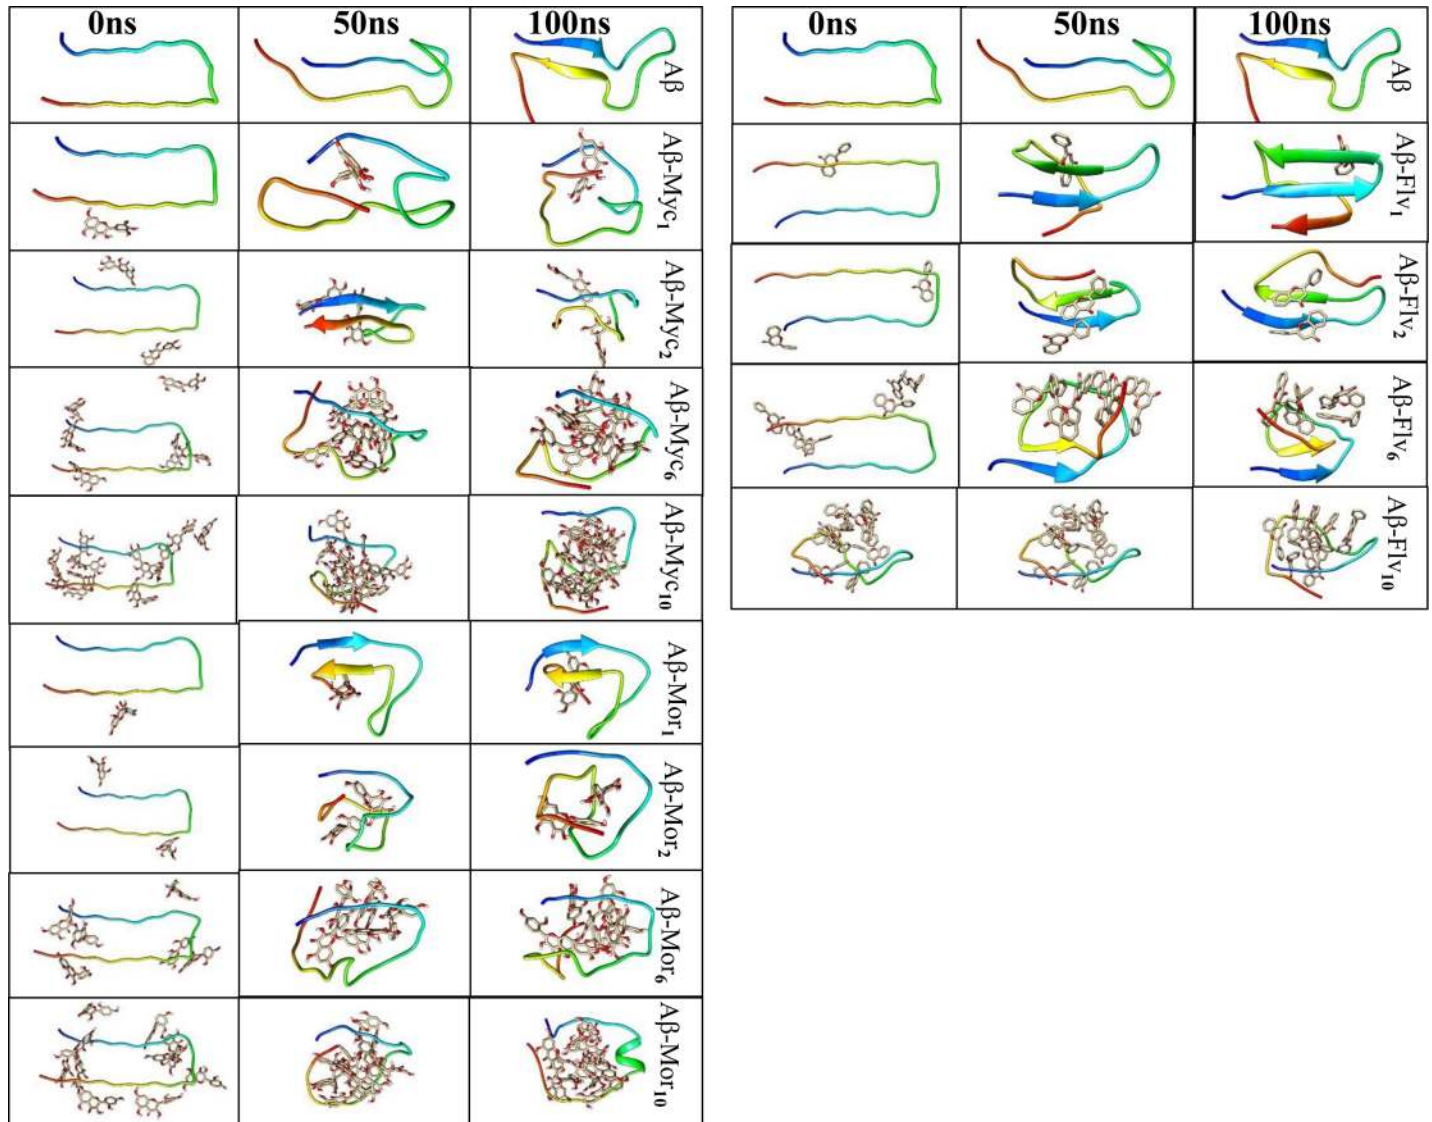 0ns 50ns 100ns
Aβ
Aβ-Myc₁
Aβ-Myc₂
Aβ-Myc₆
Aβ-Myc₁₀
Aβ-Mor₁
Aβ-Mor₂
Aβ-Mor₆
Aβ-Mor₁₀
0ns 50ns 100ns
Aβ
Aβ-Flv₁
Aβ-Flv₂
Aβ-Flv₆
Aβ-Flv₁₀